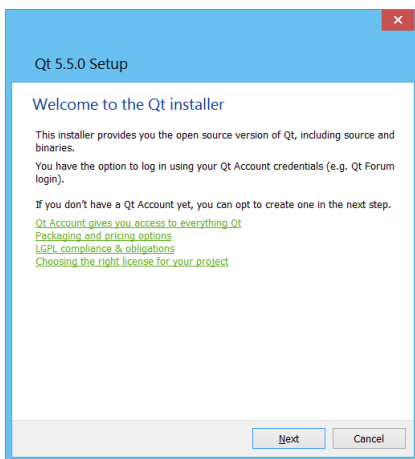 Qt 5.5.0 Setup
Welcome to the Qt installer
This installer provides you the open source version of Qt, including source and
binaries.
You have the option to log in using your Qt Account credentials (e.g. Qt Forum
login).
If you don't have a Qt Account yet, you can opt to create one in the next step.
Qt Account gives you access to everything Qt
Packaging and pricing options
LGPL compliance & obligations
Choosing the right license for your project
Next
Cancel